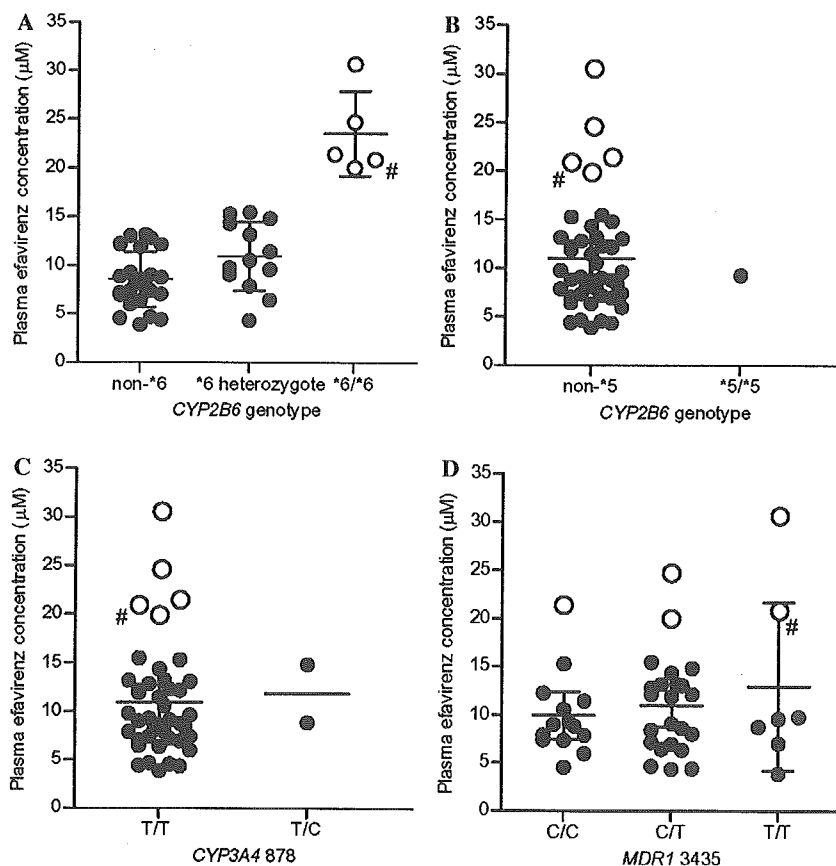 A
Plasma efavirenz concentration (µM)
35
30
25
20
15
10
5
0
#
non-*6 *6 heterozygote *6/*6
CYP2B6 genotype
B
Plasma efavirenz concentration (µM)
35
30
25
20
15
10
5
0
#
non-*5 *5/*5
CYP2B6 genotype
C
Plasma efavirenz concentration (µM)
35
30
25
20
15
10
5
0
#
T/T T/C
CYP3A4 878
D
Plasma efavirenz concentration (µM)
35
30
25
20
15
10
5
0
#
C/C C/T T/T
MDR1 3435